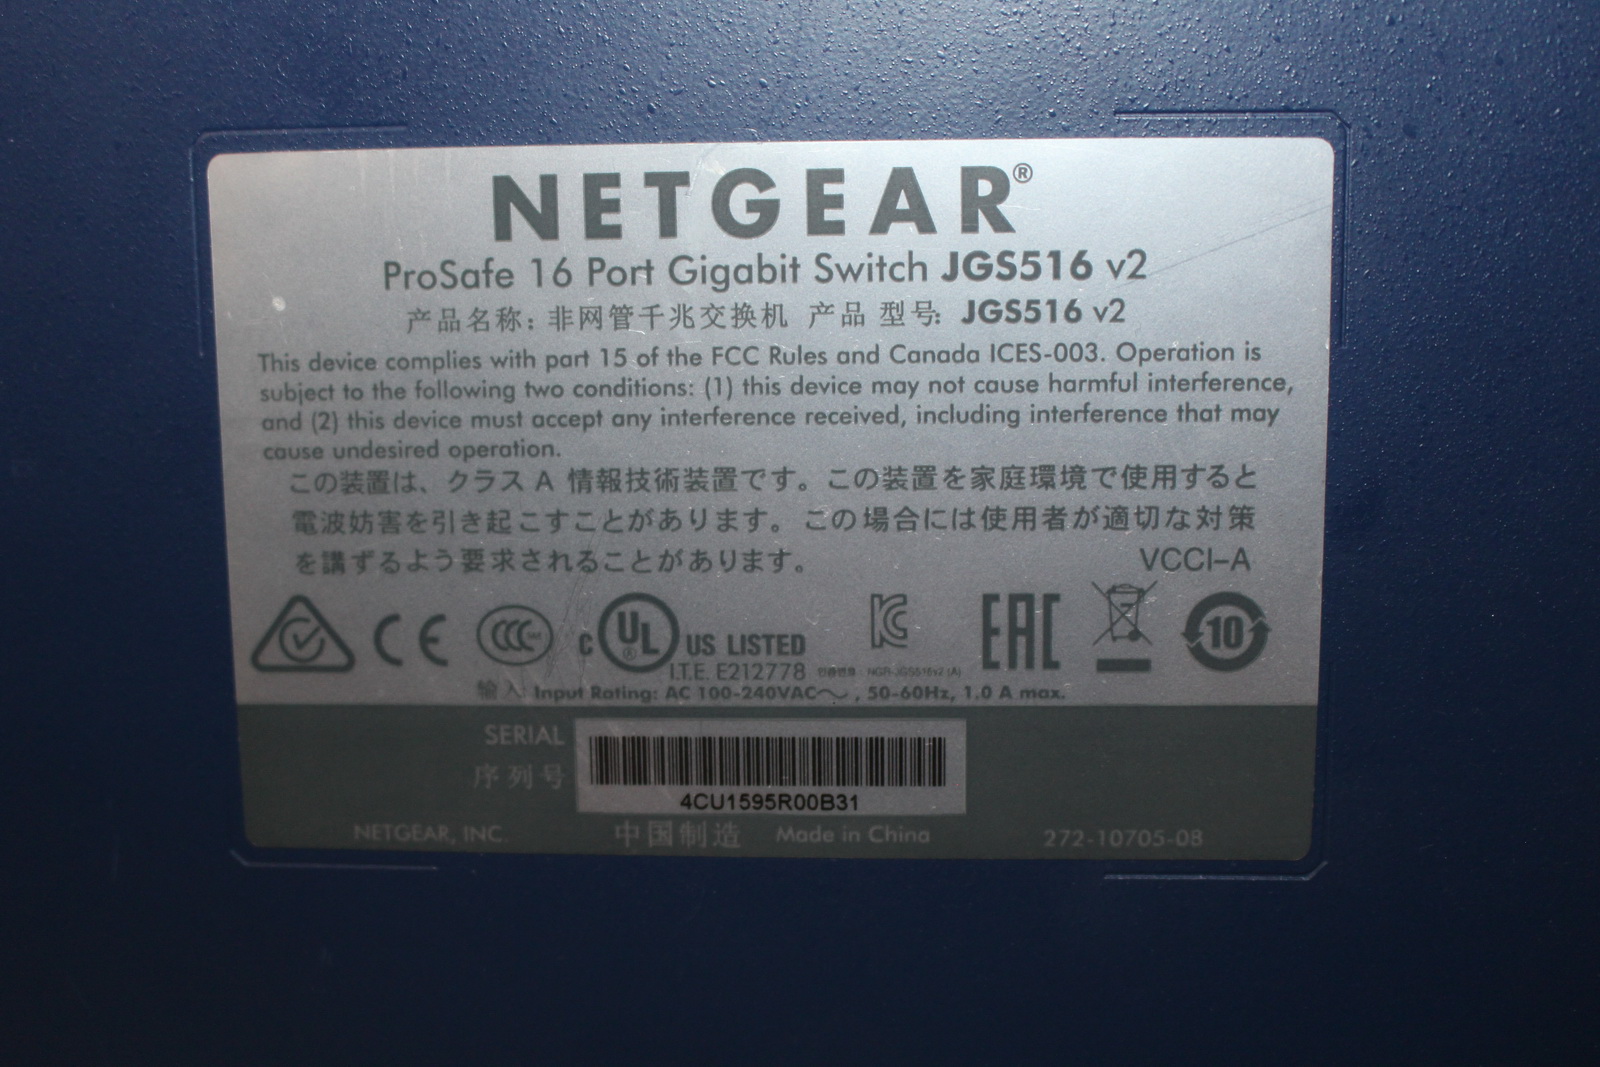 NETGEAR®
ProSafe 16 Port Gigabit Switch JGS516 v2
产品名称: 非网管千兆交换机 产品 型号: JGS516 v2
This device complies with part 15 of the FCC Rules and Canada ICES-003. Operation is
subject to the following two conditions: (1) this device may not cause harmful interference,
and (2) this device must accept any interference received, including interference that may
cause undesired operation.
この装置は、クラス A 情報技術装置です。この装置を家庭環境で使用すると
電波妨害を引き起こすことがあります。この場合には使用者が適切な対策
を講ずるよう要求されることがあります。 VCCI-A
CE CCC c UL® US LISTED KC EAC 10
I.T.E. E212778 인증번호 : NGR-JGS516v2 (A)
输入 Input Rating: AC 100-240VAC～, 50-60Hz, 1.0 A max.
SERIAL
序列号
4CU1595R00B31
NETGEAR, INC. 中国制造 Made in China 272-10705-08